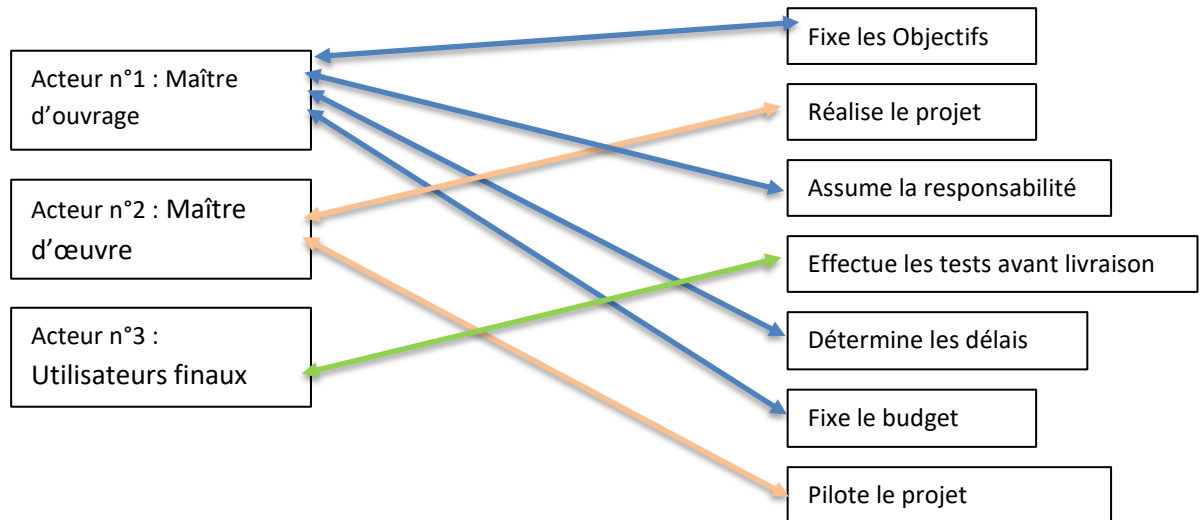 Acteur n°1 : Maître
d’ouvrage
Acteur n°2 : Maître
d’œuvre
Acteur n°3 :
Utilisateurs finaux
Fixe les Objectifs
Réalise le projet
Assume la responsabilité
Effectue les tests avant livraison
Détermine les délais
Fixe le budget
Pilote le projet